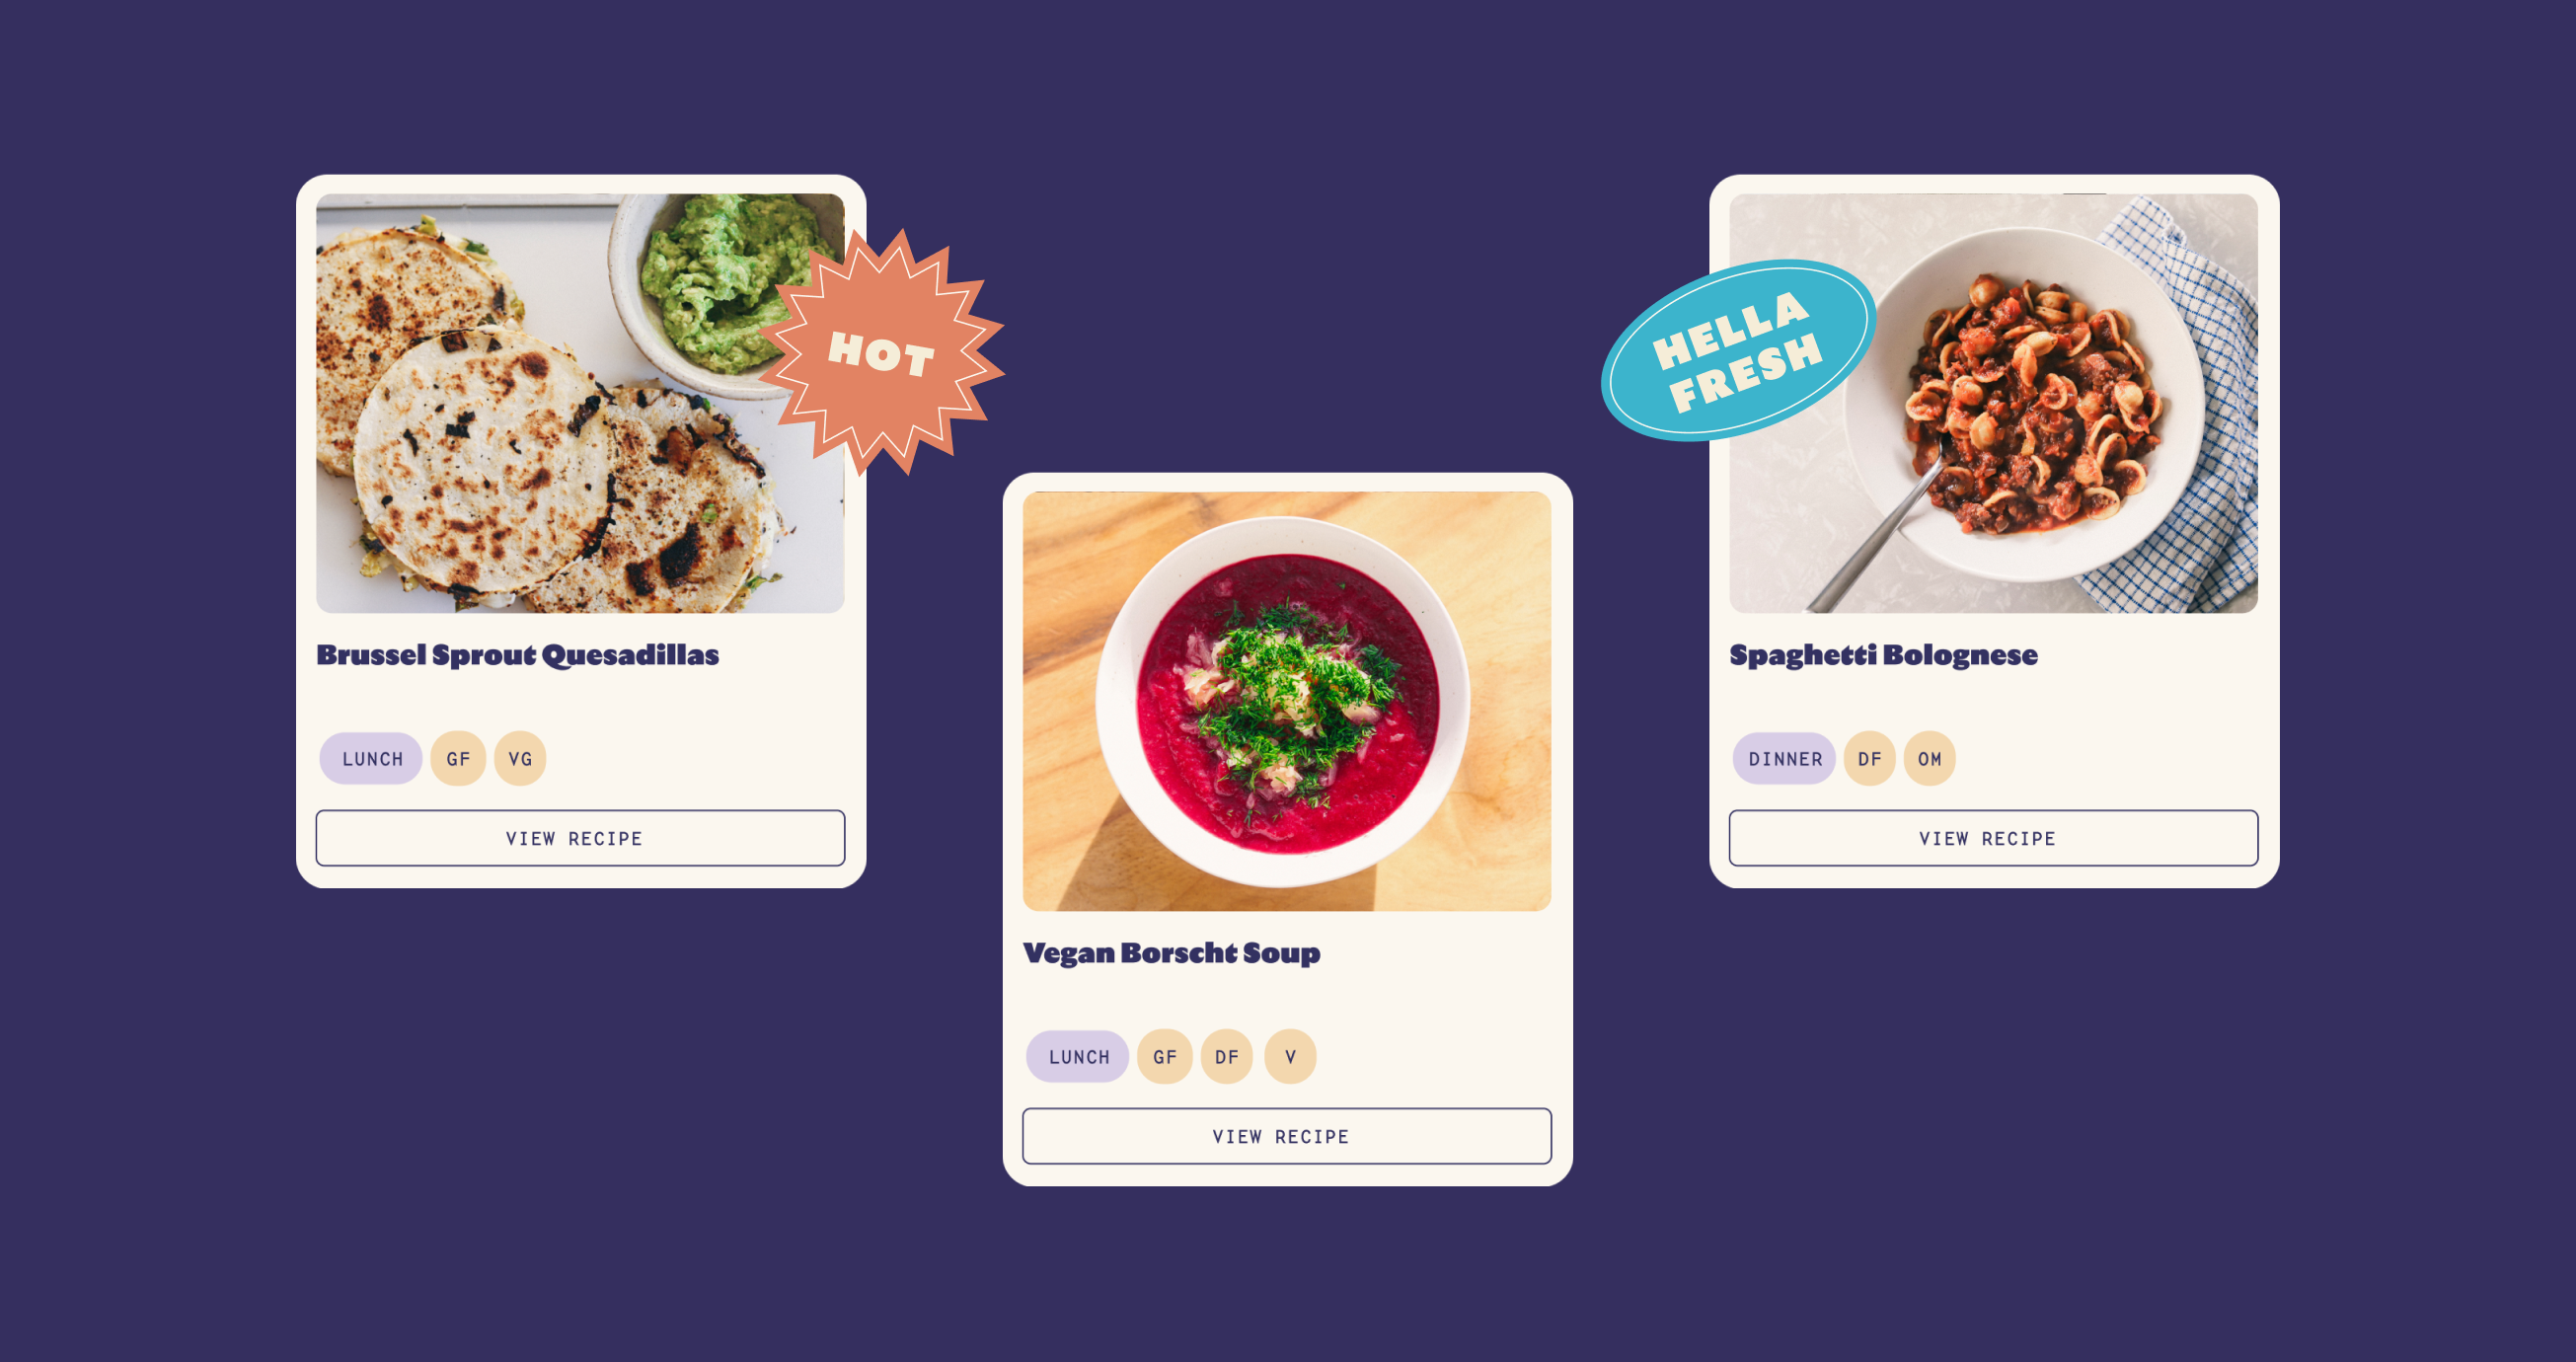 HOT
Brussel Sprout Quesadillas
LUNCH GF VG
VIEW RECIPE
Vegan Borscht Soup
LUNCH GF DF V
VIEW RECIPE
HELLA
FRESH
Spaghetti Bolognese
DINNER DF OM
VIEW RECIPE